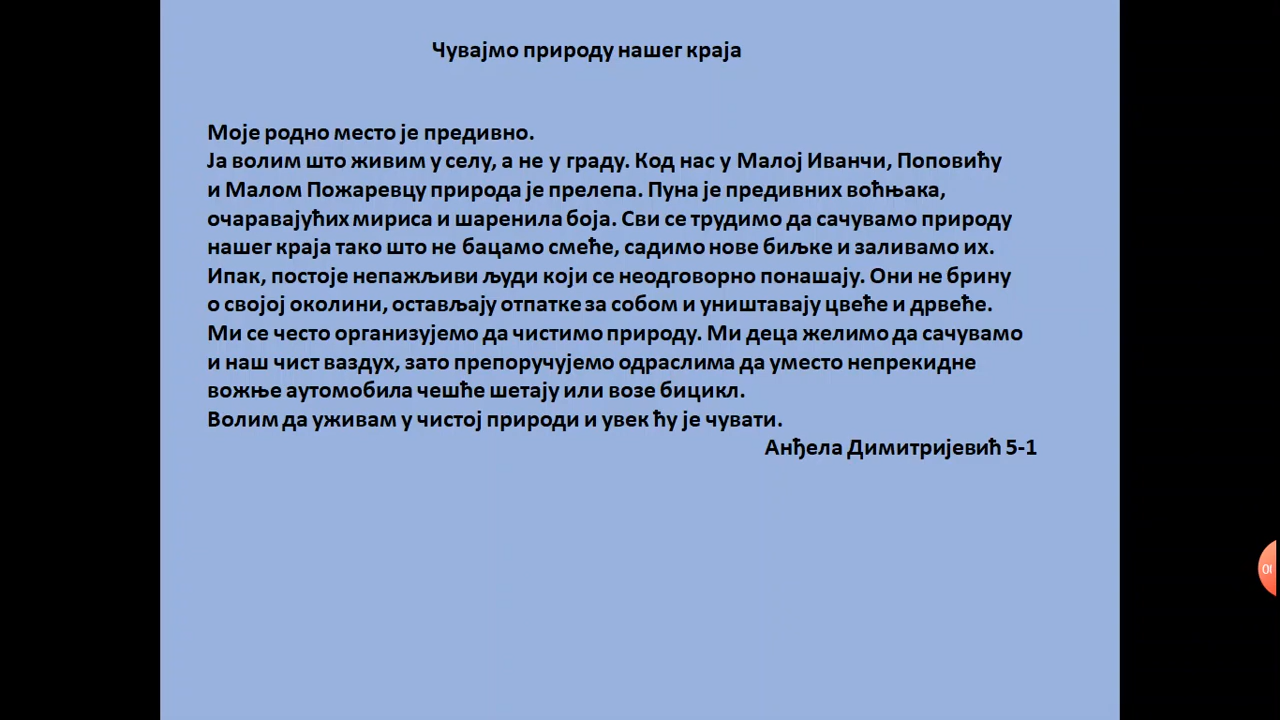 Чувајмо природу нашег краја
Моје родно место је предивно.
Ја волим што живим у селу, а не у граду. Код нас у Малој Иванчи, Поповићу
и Малом Пожаревцу природа је прелепа. Пуна је предивних воћњака,
очаравајућих мириса и шаренила боја. Сви се трудимо да сачувамо природу
нашег краја тако што не бацамо смеће, садимо нове биљке и заливамо их.
Ипак, постоје непажљиви људи који се неодговорно понашају. Они не брину
о својој околини, остављају отпатке за собом и уништавају цвеће и дрвеће.
Ми се често организујемо да чистимо природу. Ми деца желимо да сачувамо
и наш чист ваздух, зато препоручујемо одраслима да уместо непрекидне
вожње аутомобила чешће шетају или возе бицикл.
Волим да уживам у чистој природи и увек ћу је чувати.
Анђела Димитријевић 5-1